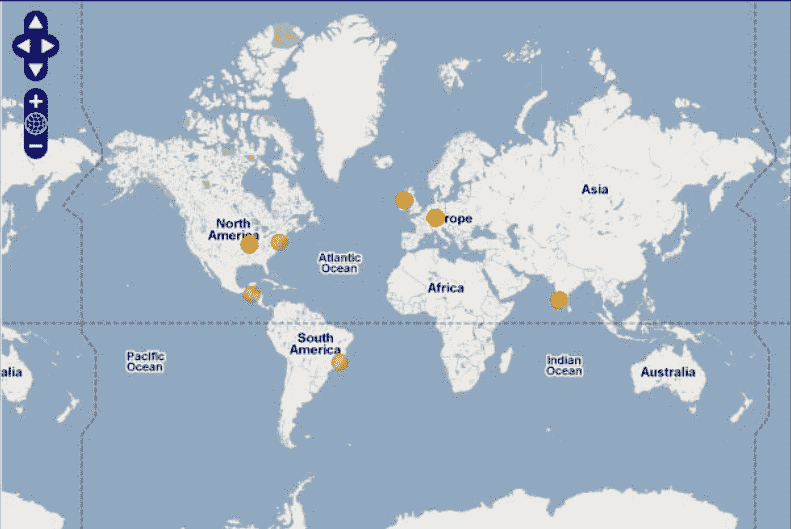 Asia
North
America
rope
Atlantic
Ocean
Africa
South
America
Pacific
Ocean
Indian
Ocean
alia
Australia